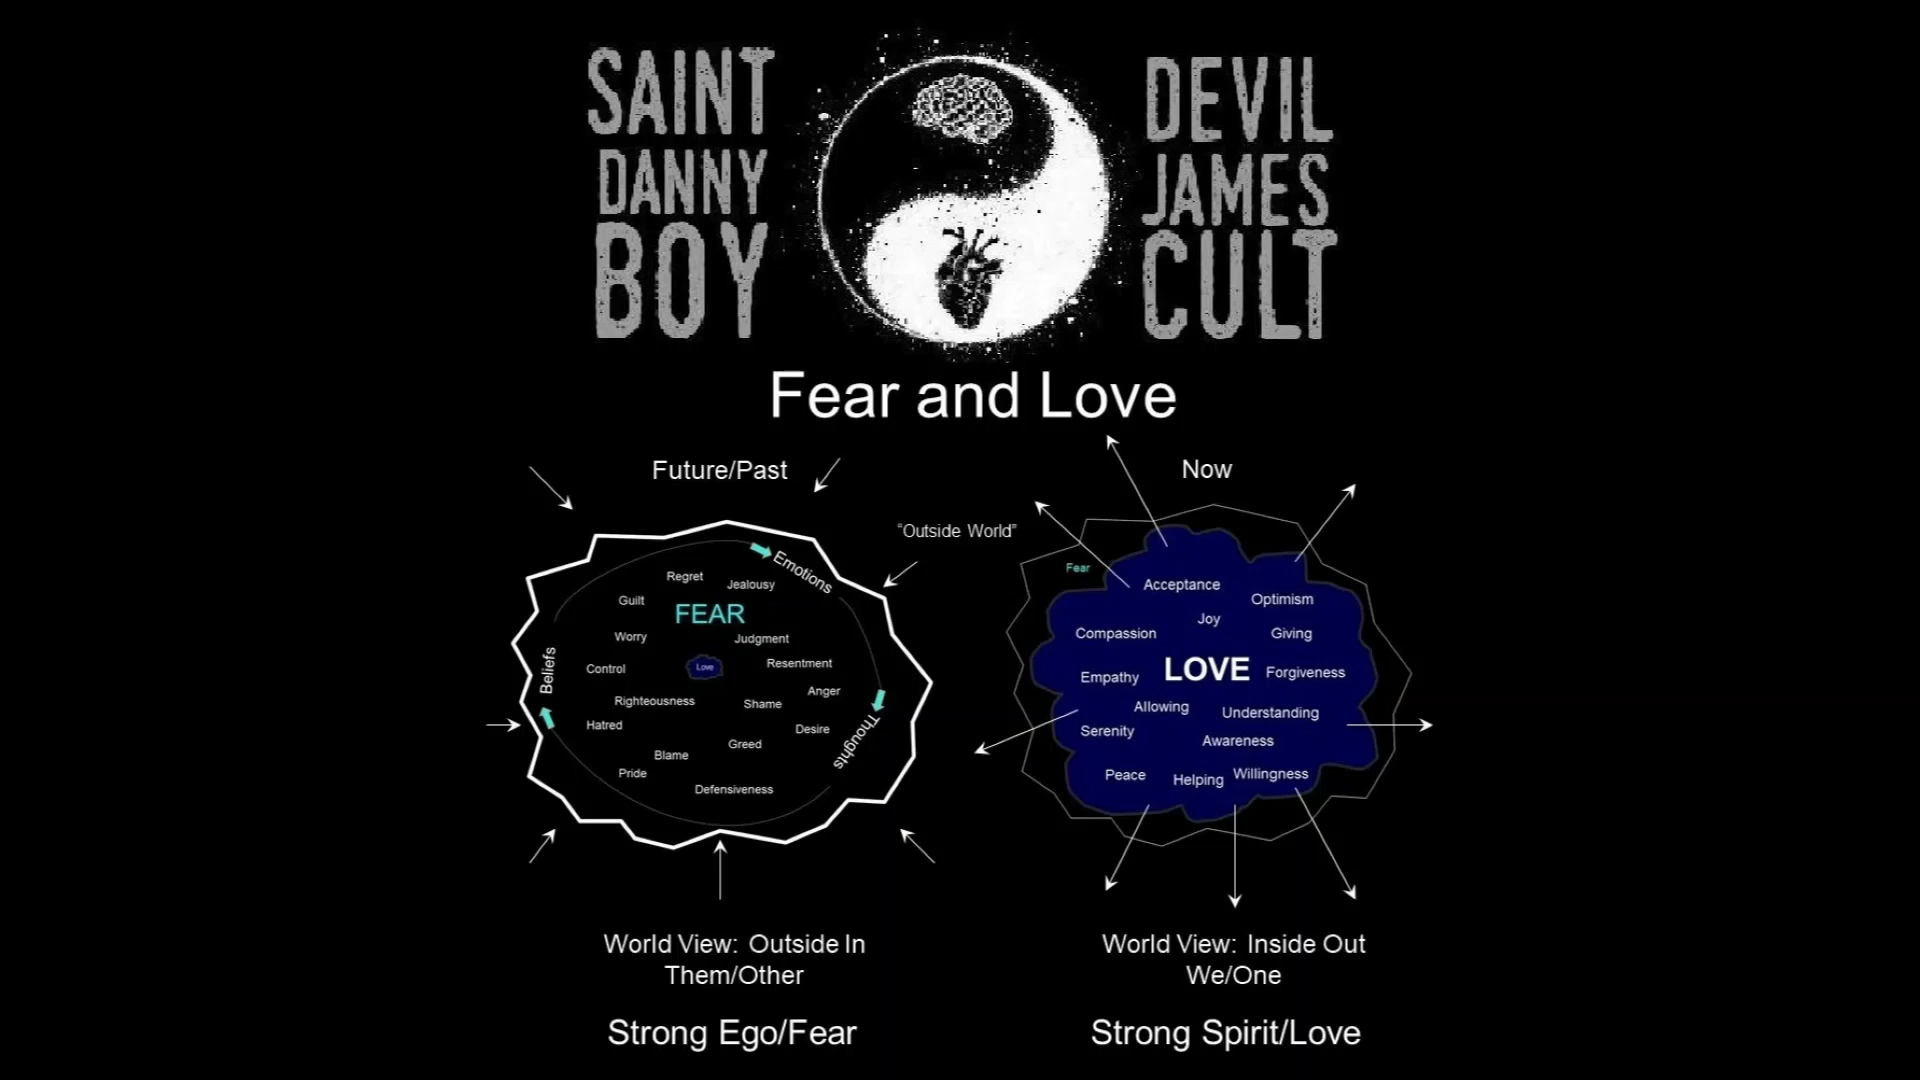 SAINT
DANNY
BOY
DEVIL
JAMES
CULT
Fear and Love
Future/Past
"Outside World"
Emotions
Regret
Jealousy
Guilt
FEAR
Worry
Judgment
Beliefs
Control
Love
Resentment
Righteousness
Shame
Anger
Hatred
Desire
Thoughts
Blame
Greed
Pride
Defensiveness
World View: Outside In
Them/Other
Strong Ego/Fear
Now
Fear
Acceptance
Optimism
Joy
Compassion
Giving
Empathy
LOVE
Forgiveness
Allowing
Understanding
Serenity
Awareness
Peace
Helping
Willingness
World View: Inside Out
We/One
Strong Spirit/Love